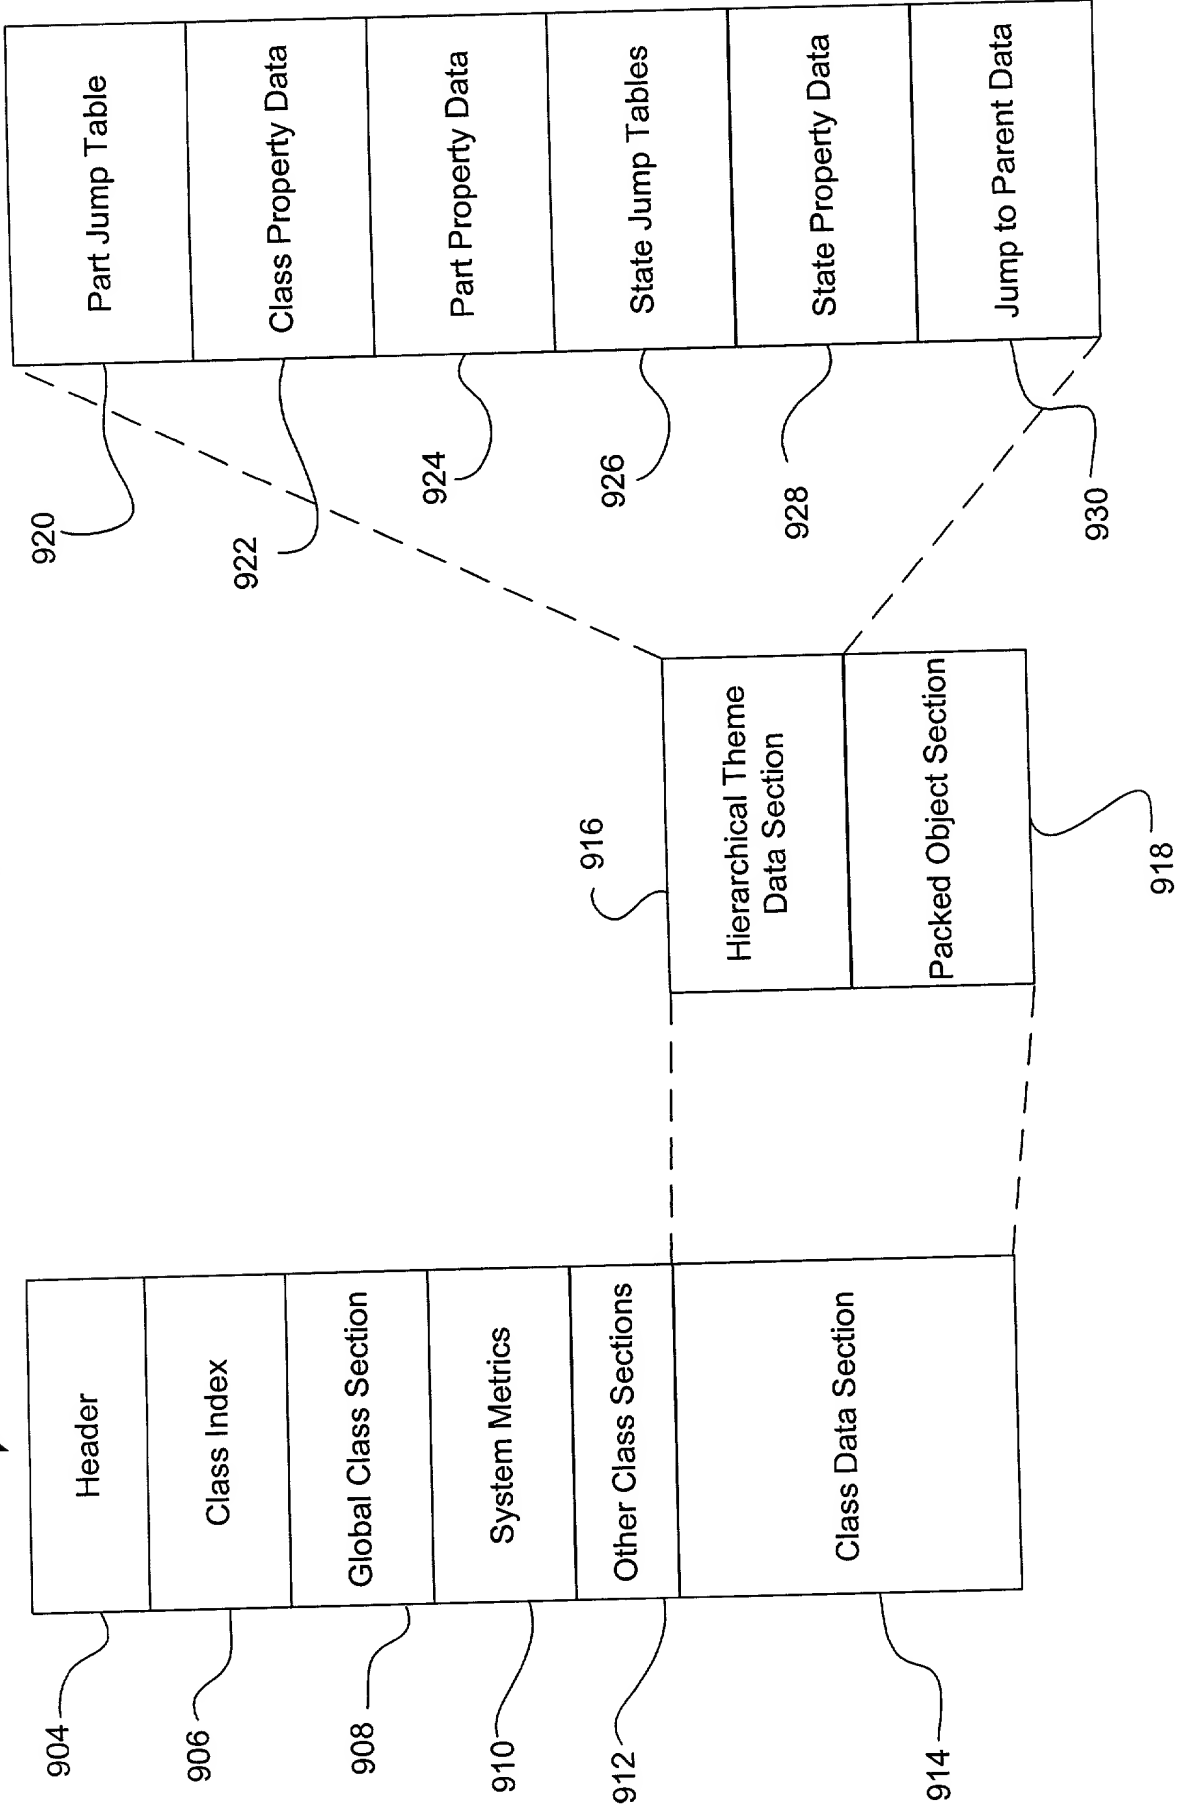 904
Header
906
Class Index
908
Global Class Section
910
System Metrics
912
Other Class Sections
914
Class Data Section
916
Hierarchical Theme
Data Section
Packed Object Section
918
920
Part Jump Table
922
Class Property Data
924
Part Property Data
926
State Jump Tables
928
State Property Data
930
Jump to Parent Data